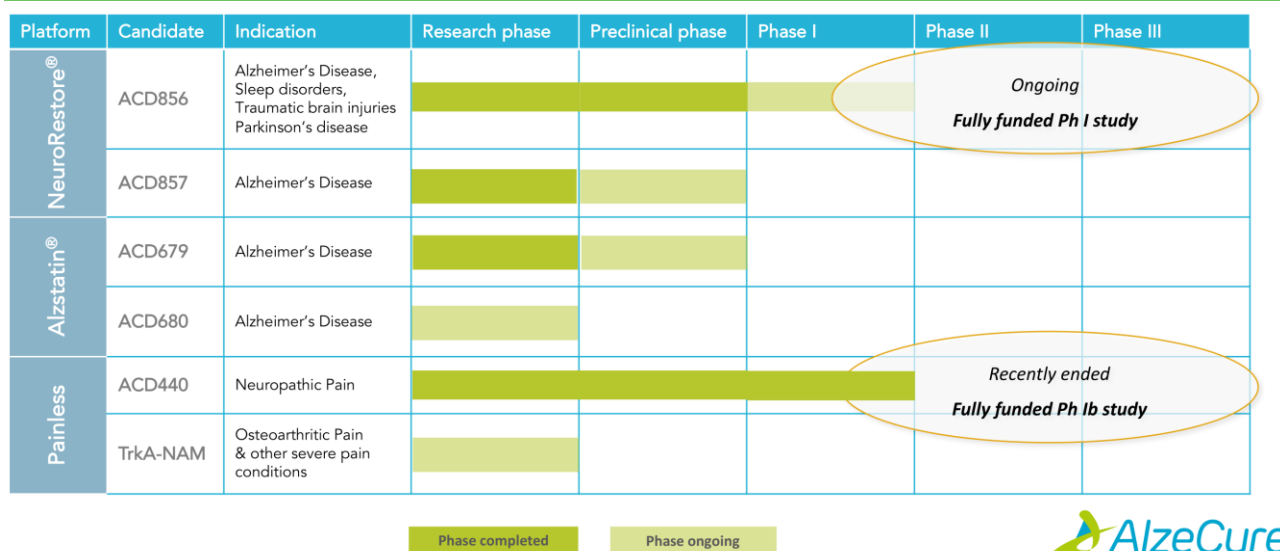 Platform
Candidate
Indication
Research phase
Preclinical phase
Phase I
Phase II
Phase III
NeuroRestore®
ACD856
Alzheimer's Disease,
Sleep disorders,
Traumatic brain injuries
Parkinson's disease
Ongoing
Fully funded Ph I study
ACD857
Alzheimer's Disease
Alzstatin®
ACD679
Alzheimer's Disease
ACD680
Alzheimer's Disease
Painless
ACD440
Neuropathic Pain
Recently ended
Fully funded Ph Ib study
TrkA-NAM
Osteoarthritic Pain
& other severe pain
conditions
Phase completed
Phase ongoing
AlzeCure